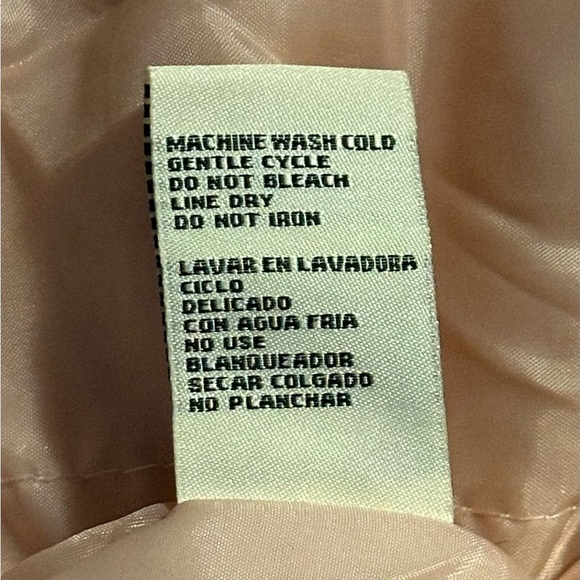 MACHINE WASH COLD
GENTLE CYCLE
DO NOT BLEACH
LINE DRY
DO NOT IRON
LAVAR EN LAVADORA
CICLO
DELICADO
CON AGUA FRIA
NO USE
BLANQUEADOR
SECAR COLGADO
NO PLANCHAR